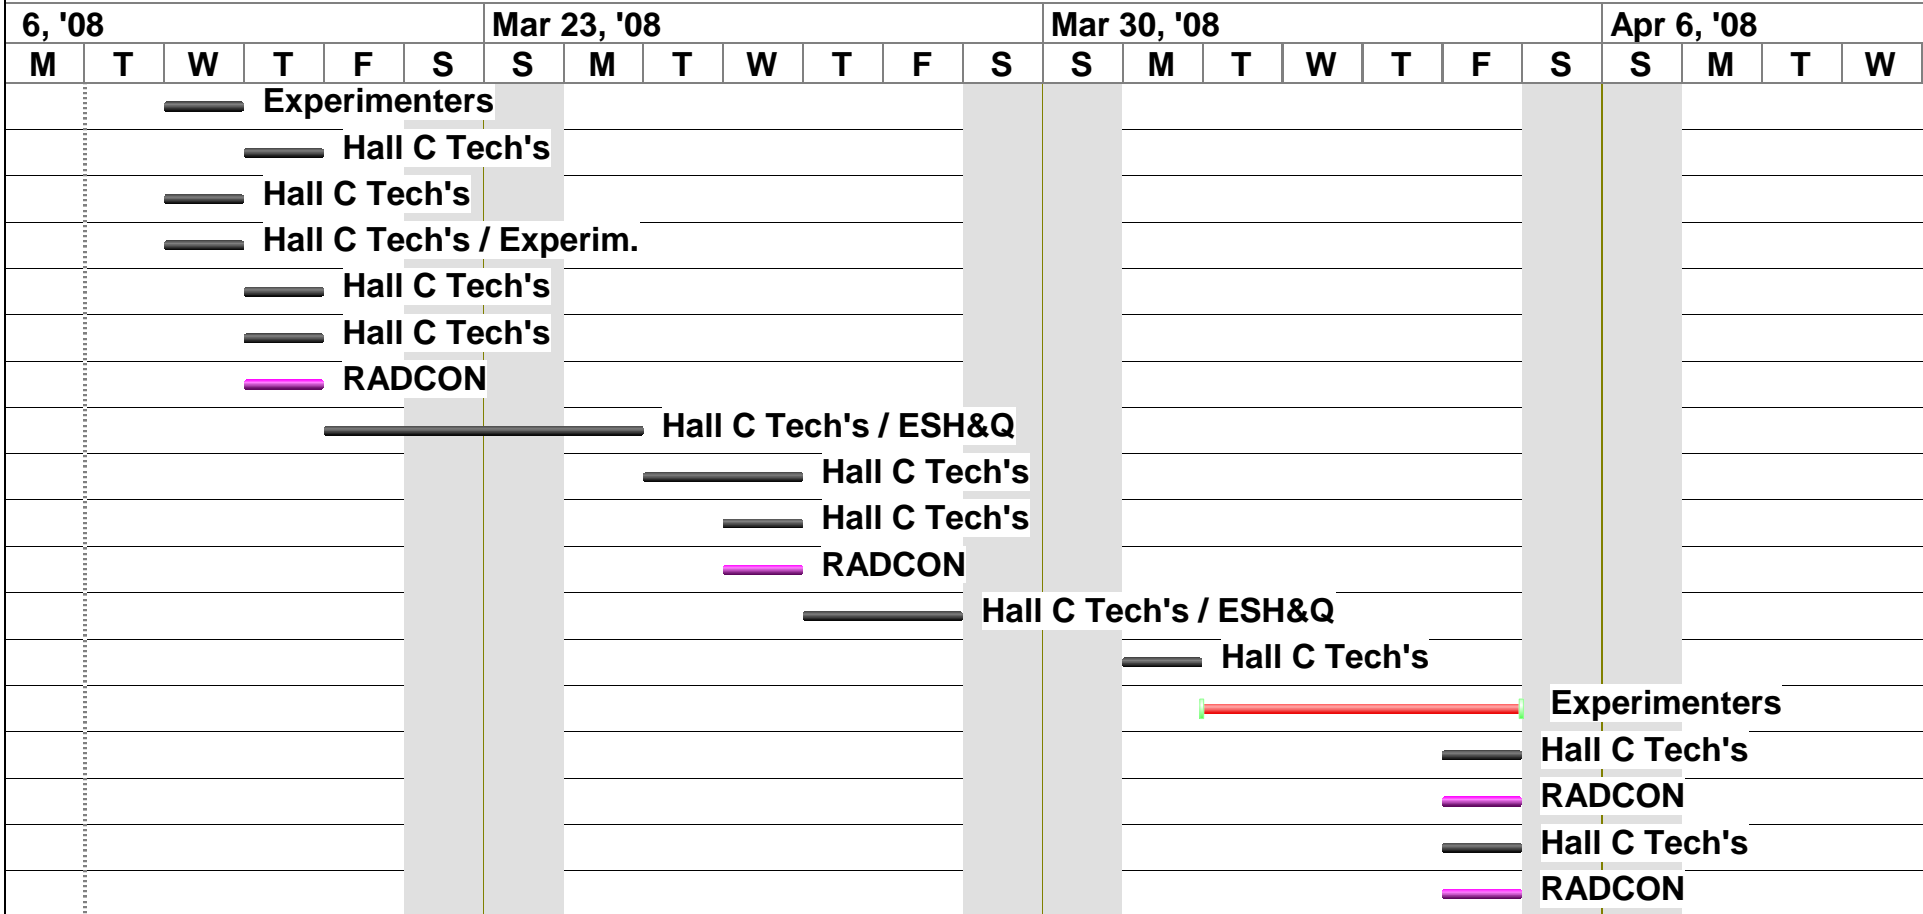 6, '08 Mar 23, '08 Mar 30, '08 Apr 6, '08
M T W T F S S M T W T F S S M T W T F S S M T W
Experimenters
Hall C Tech's
Hall C Tech's
Hall C Tech's / Experim.
Hall C Tech's
Hall C Tech's
RADCON
Hall C Tech's / ESH&Q
Hall C Tech's
Hall C Tech's
RADCON
Hall C Tech's / ESH&Q
Hall C Tech's
Experimenters
Hall C Tech's
RADCON
Hall C Tech's
RADCON